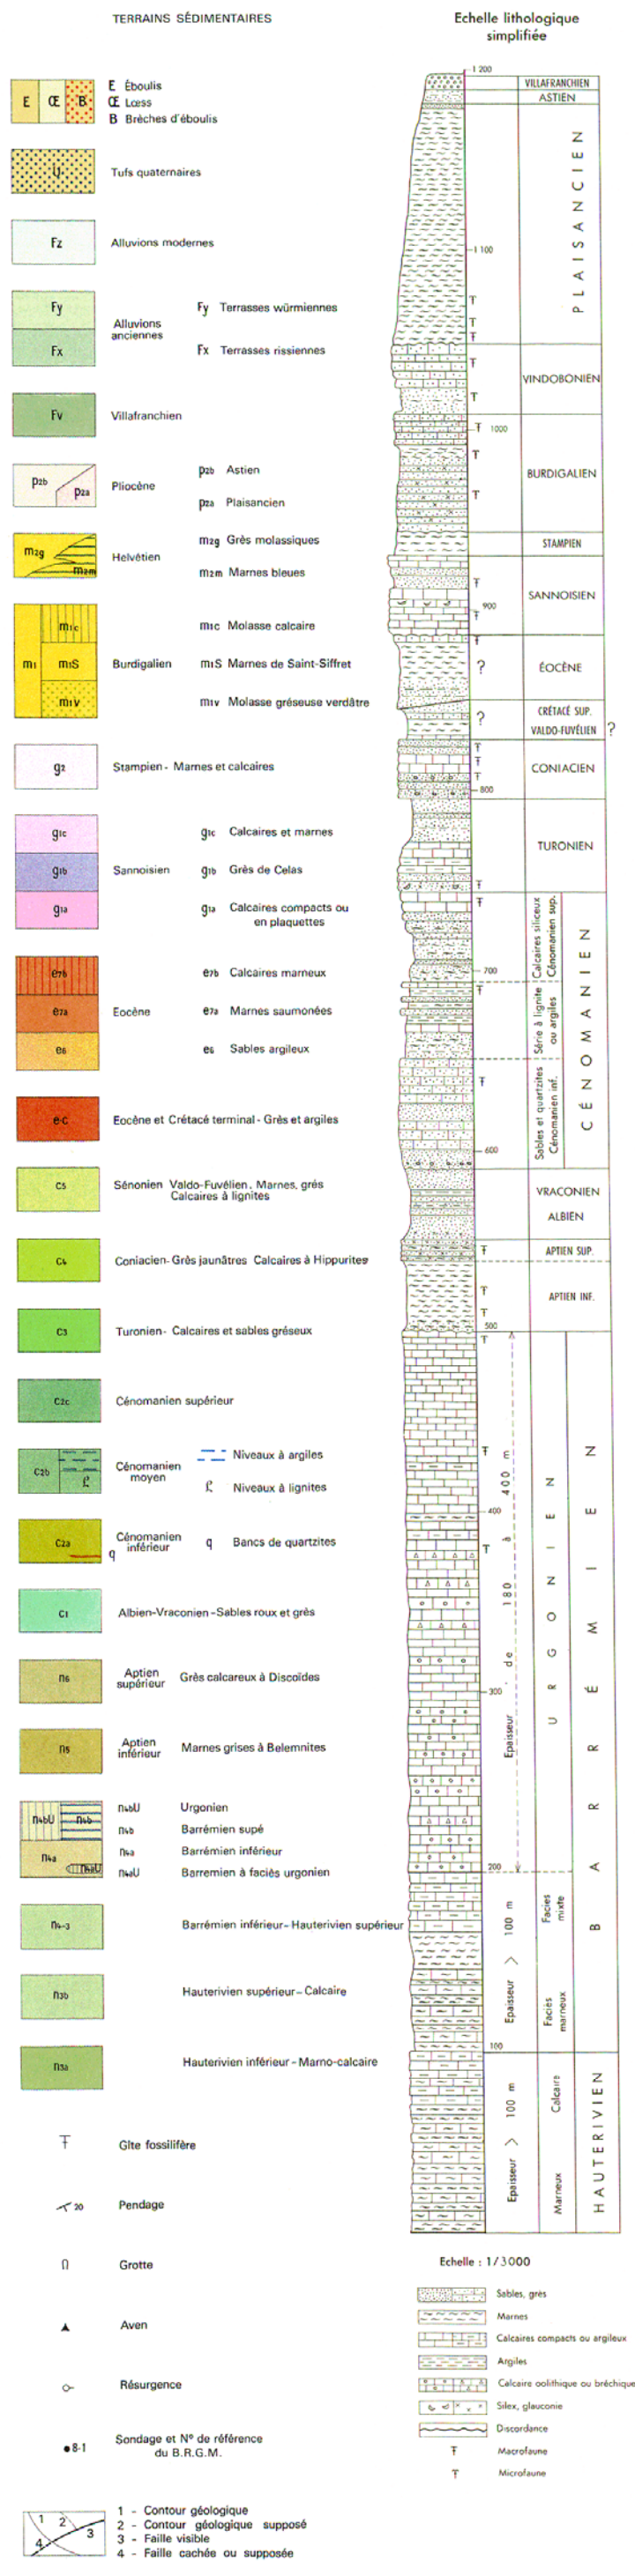 TERRAINS SÉDIMENTAIRES
Echelle lithologique
simplifiée
E Œ B
E Éboulis
Œ Lœss
B Brèches d'éboulis
U
Tufs quaternaires
Fz
Alluvions modernes
Fy
Fx
Alluvions
anciennes
Fy Terrasses würmiennes
Fx Terrasses rissiennes
Fv
Villafranchien
p2b
p2a
Pliocène
p2b Astien
p2a Plaisancien
m2g
m2m
Helvétien
m2g Grès molassiques
m2m Marnes bleues
m1
m1c
m1S
m1v
Burdigalien
m1c Molasse calcaire
m1S Marnes de Saint-Siffret
m1v Molasse gréseuse verdâtre
g2
Stampien - Marnes et calcaires
g1c
g1b
g1a
Sannoisien
g1c Calcaires et marnes
g1b Grès de Celas
g1a Calcaires compacts ou
en plaquettes
e7b
e7a
e6
Eocène
e7b Calcaires marneux
e7a Marnes saumonées
e6 Sables argileux
e-c
Eocène et Crétacé terminal - Grès et argiles
C5
Sénonien Valdo-Fuvélien. Marnes, grés
Calcaires à lignites
C4
Coniacien-Grès jaunâtres Calcaires à Hippurites
C3
Turonien- Calcaires et sables gréseux
C2c
Cénomanien supérieur
C2b
ℒ
Cénomanien
moyen
Niveaux à argiles
ℒ Niveaux à lignites
C2a
q
Cénomanien
inférieur
q Bancs de quartzites
C1
Albien-Vraconien-Sables roux et grès
n6
Aptien
supérieur
Grès calcareux à Discoïdes
n5
Aptien
inférieur
Marnes grises à Belemnites
n4bU n4b
n4a
n4aU
n4bU Urgonien
n4b Barrémien supé
n4a Barrémien inférieur
n4aU Barremien à faciès urgonien
n4-3
Barrémien inférieur-Hauterivien supérieur
n3b
Hauterivien supérieur-Calcaire
n3a
Hauterivien inférieur-Marno-calcaire
Gîte fossilifère
20 Pendage
Grotte
Aven
Résurgence
8-1
Sondage et N° de référence
du B.R.G.M.
1 2 3 4
1 - Contour géologique
2 - Contour géologique supposé
3 - Faille visible
4 - Faille cachée ou supposée
1200
VILLAFRANCHIEN
ASTIEN
PLAISANCIEN
1100
VINDOBONIEN
1000
BURDIGALIEN
STAMPIEN
SANNOISIEN
900
? ÉOCÈNE
? CRÉTACÉ SUP.
VALDO-FUVÉLIEN ?
CONIACIEN
800
TURONIEN
Calcaires siliceux
Cénomanien sup.
700
Série à lignite
ou argiles
Sables et quartzites
Cénomanien inf.
CÉNOMANIEN
600
VRACONIEN
ALBIEN
APTIEN SUP.
APTIEN INF.
500
400
300
200
Epaisseur de 180 à 400 m
URGONIEN
BARRÉMIEN
Epaisseur > 100 m
Facies
mixte
Faciès
marneux
100
Epaisseur > 100 m
Calcaire
Marneux
HAUTERIVIEN
Echelle : 1/3000
Sables, grès
Marnes
Calcaires compacts ou argileux
Argiles
Calcaire oolithique ou bréchique
Silex, glauconie
Discordance
Macrofaune
Microfaune